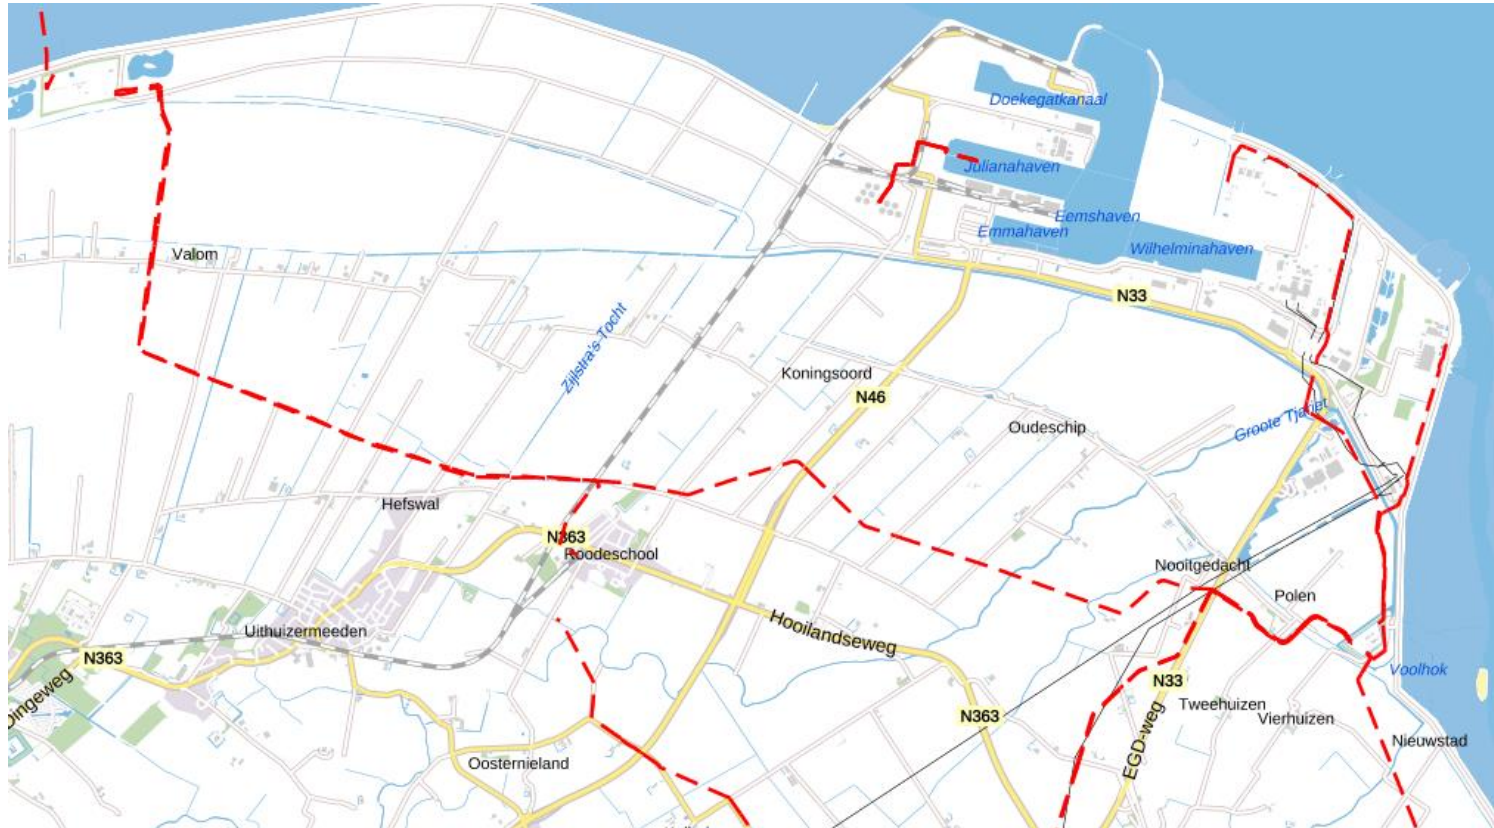 Doekegatkanaal
Julianahaven
Eemshaven
Emmahaven
Wilhelminahaven
Valom
N33
Zijlstra's-Tocht
Koningsoord
N46
Groote Tjariet
Oudeschip
Hefswal
N363
Roodeschool
Nooitgedacht
Polen
Hooilandseweg
Uithuizermeeden
N363
Voolhok
N33
Dingeweg
Tweehuizen
N363
Vierhuizen
EGD-weg
Nieuwstad
Oosternieland